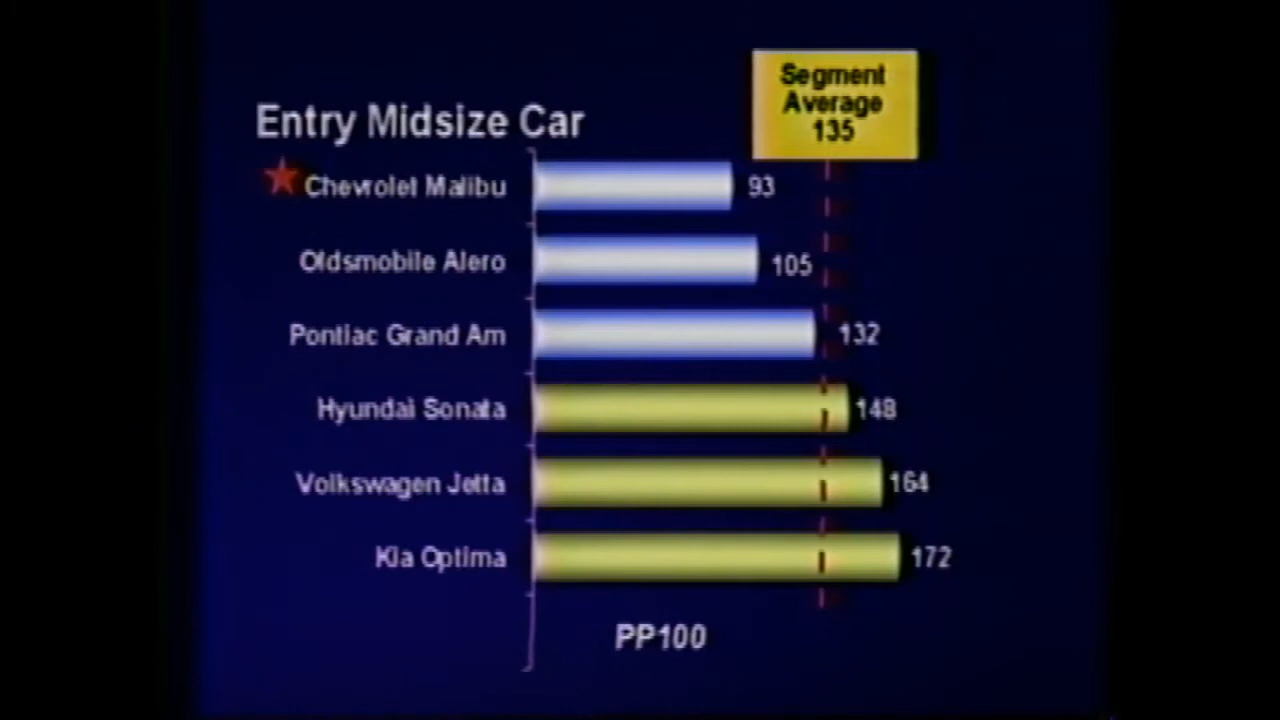 Segment
Average
135
Entry Midsize Car
Chevrolet Malibu 93
Oldsmobile Alero 105
Pontiac Grand Am 132
Hyundai Sonata 148
Volkswagen Jetta 164
Kia Optima 172
PP100